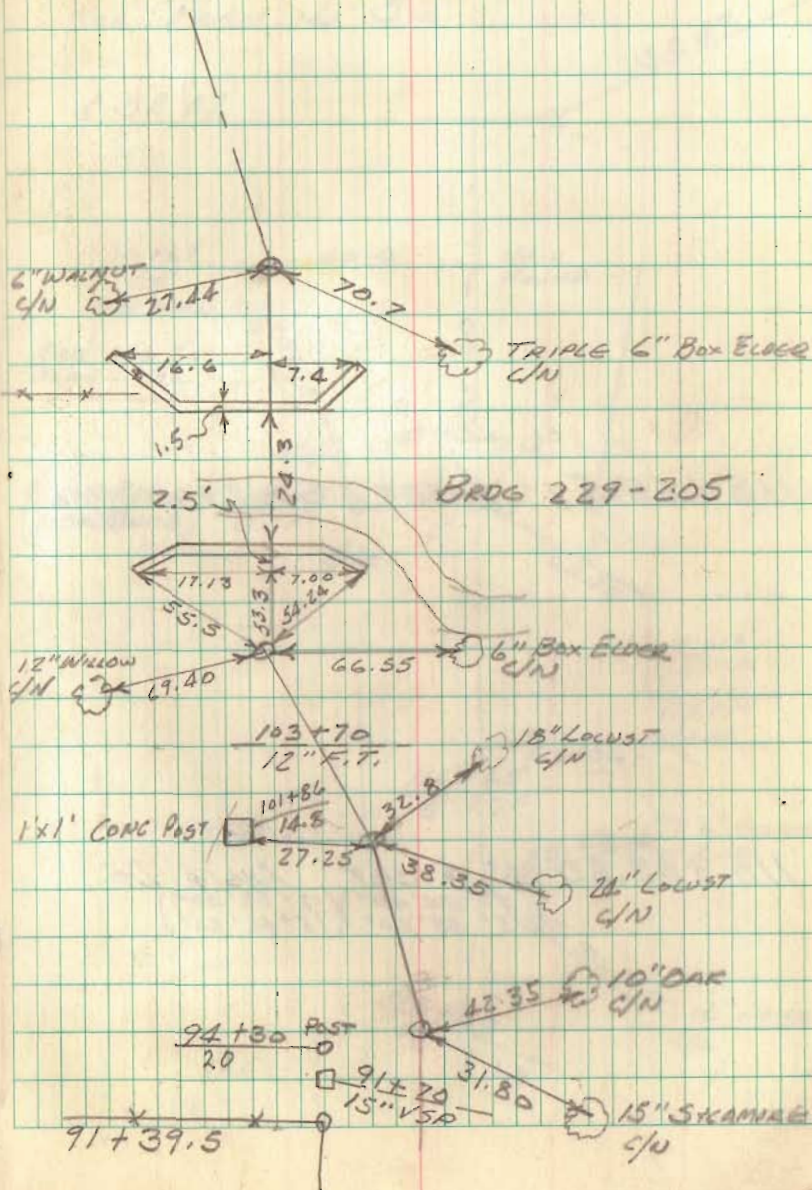 6" WALNUT
C/N
27.44
70.7
TRIPLE 6" BOX ELDER
C/N
16.6
7.4
1.5
24.3
BRDG 229-205
2.5'
17.13
7.00
55.5
53.3
54.24
12" WILLOW
C/N
69.40
66.55
6" BOX ELDER
C/N
103+70
12" F.T.
18" LOCUST
C/N
32.8
101+86
14.8
1'x1' CONC POST
27.25
38.35
LOCUST
C/N
10" OAK
C/N
42.35
94+30
20
POST
91+70
15" VSP
31.80
15" SYCAMORE
C/N
91+39.5